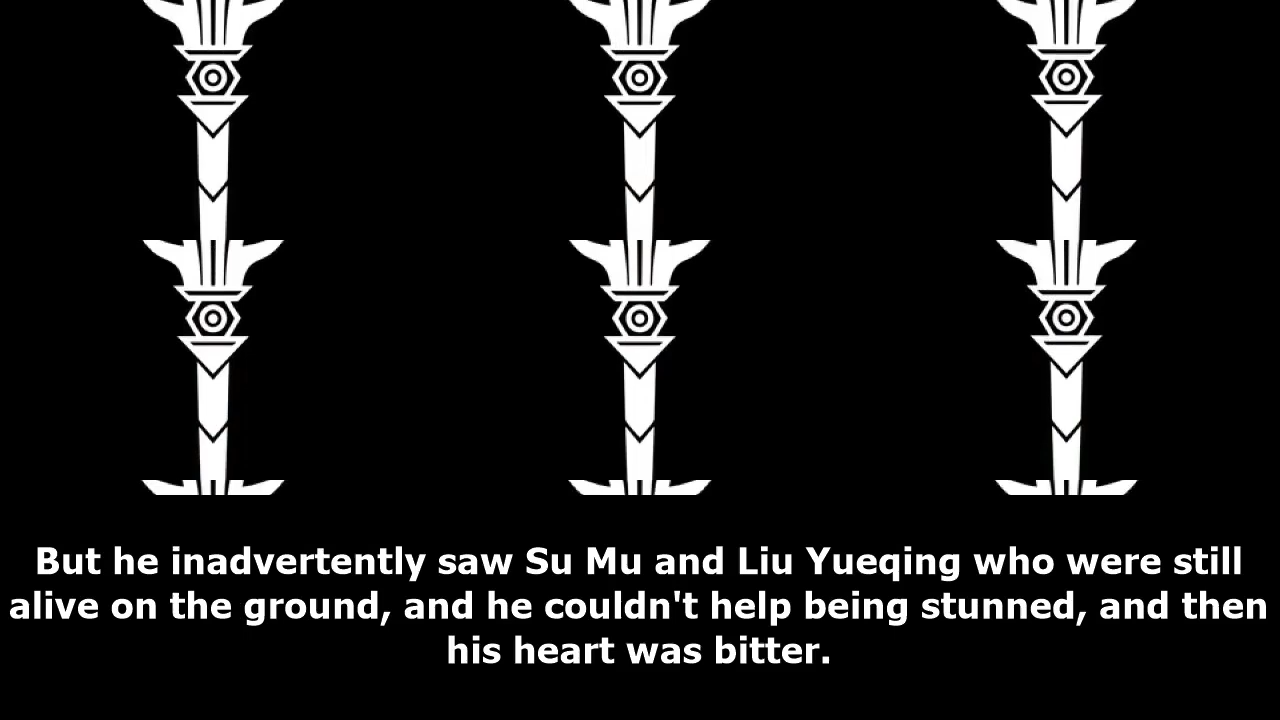 But he inadvertently saw Su Mu and Liu Yueqing who were still
alive on the ground, and he couldn't help being stunned, and then
his heart was bitter.